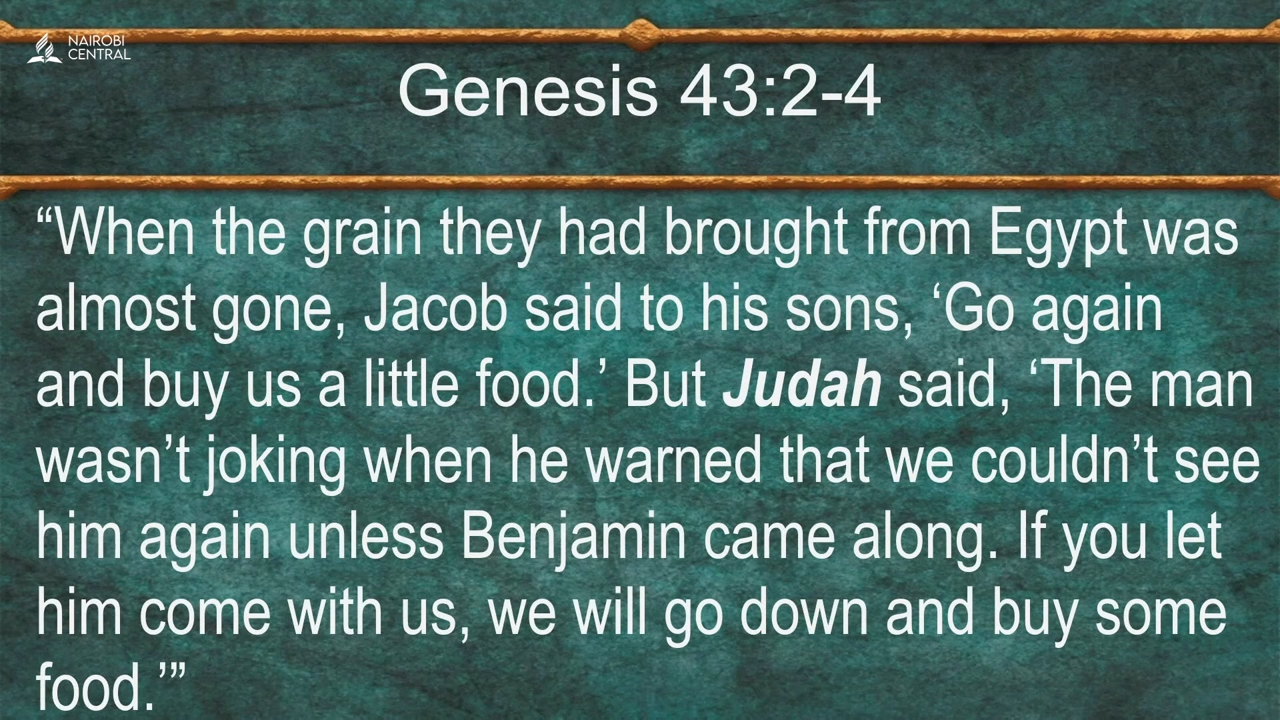 NAIROBI
CENTRAL
Genesis 43:2-4
“When the grain they had brought from Egypt was
almost gone, Jacob said to his sons, ‘Go again
and buy us a little food.’ But Judah said, ‘The man
wasn’t joking when he warned that we couldn’t see
him again unless Benjamin came along. If you let
him come with us, we will go down and buy some
food.’”